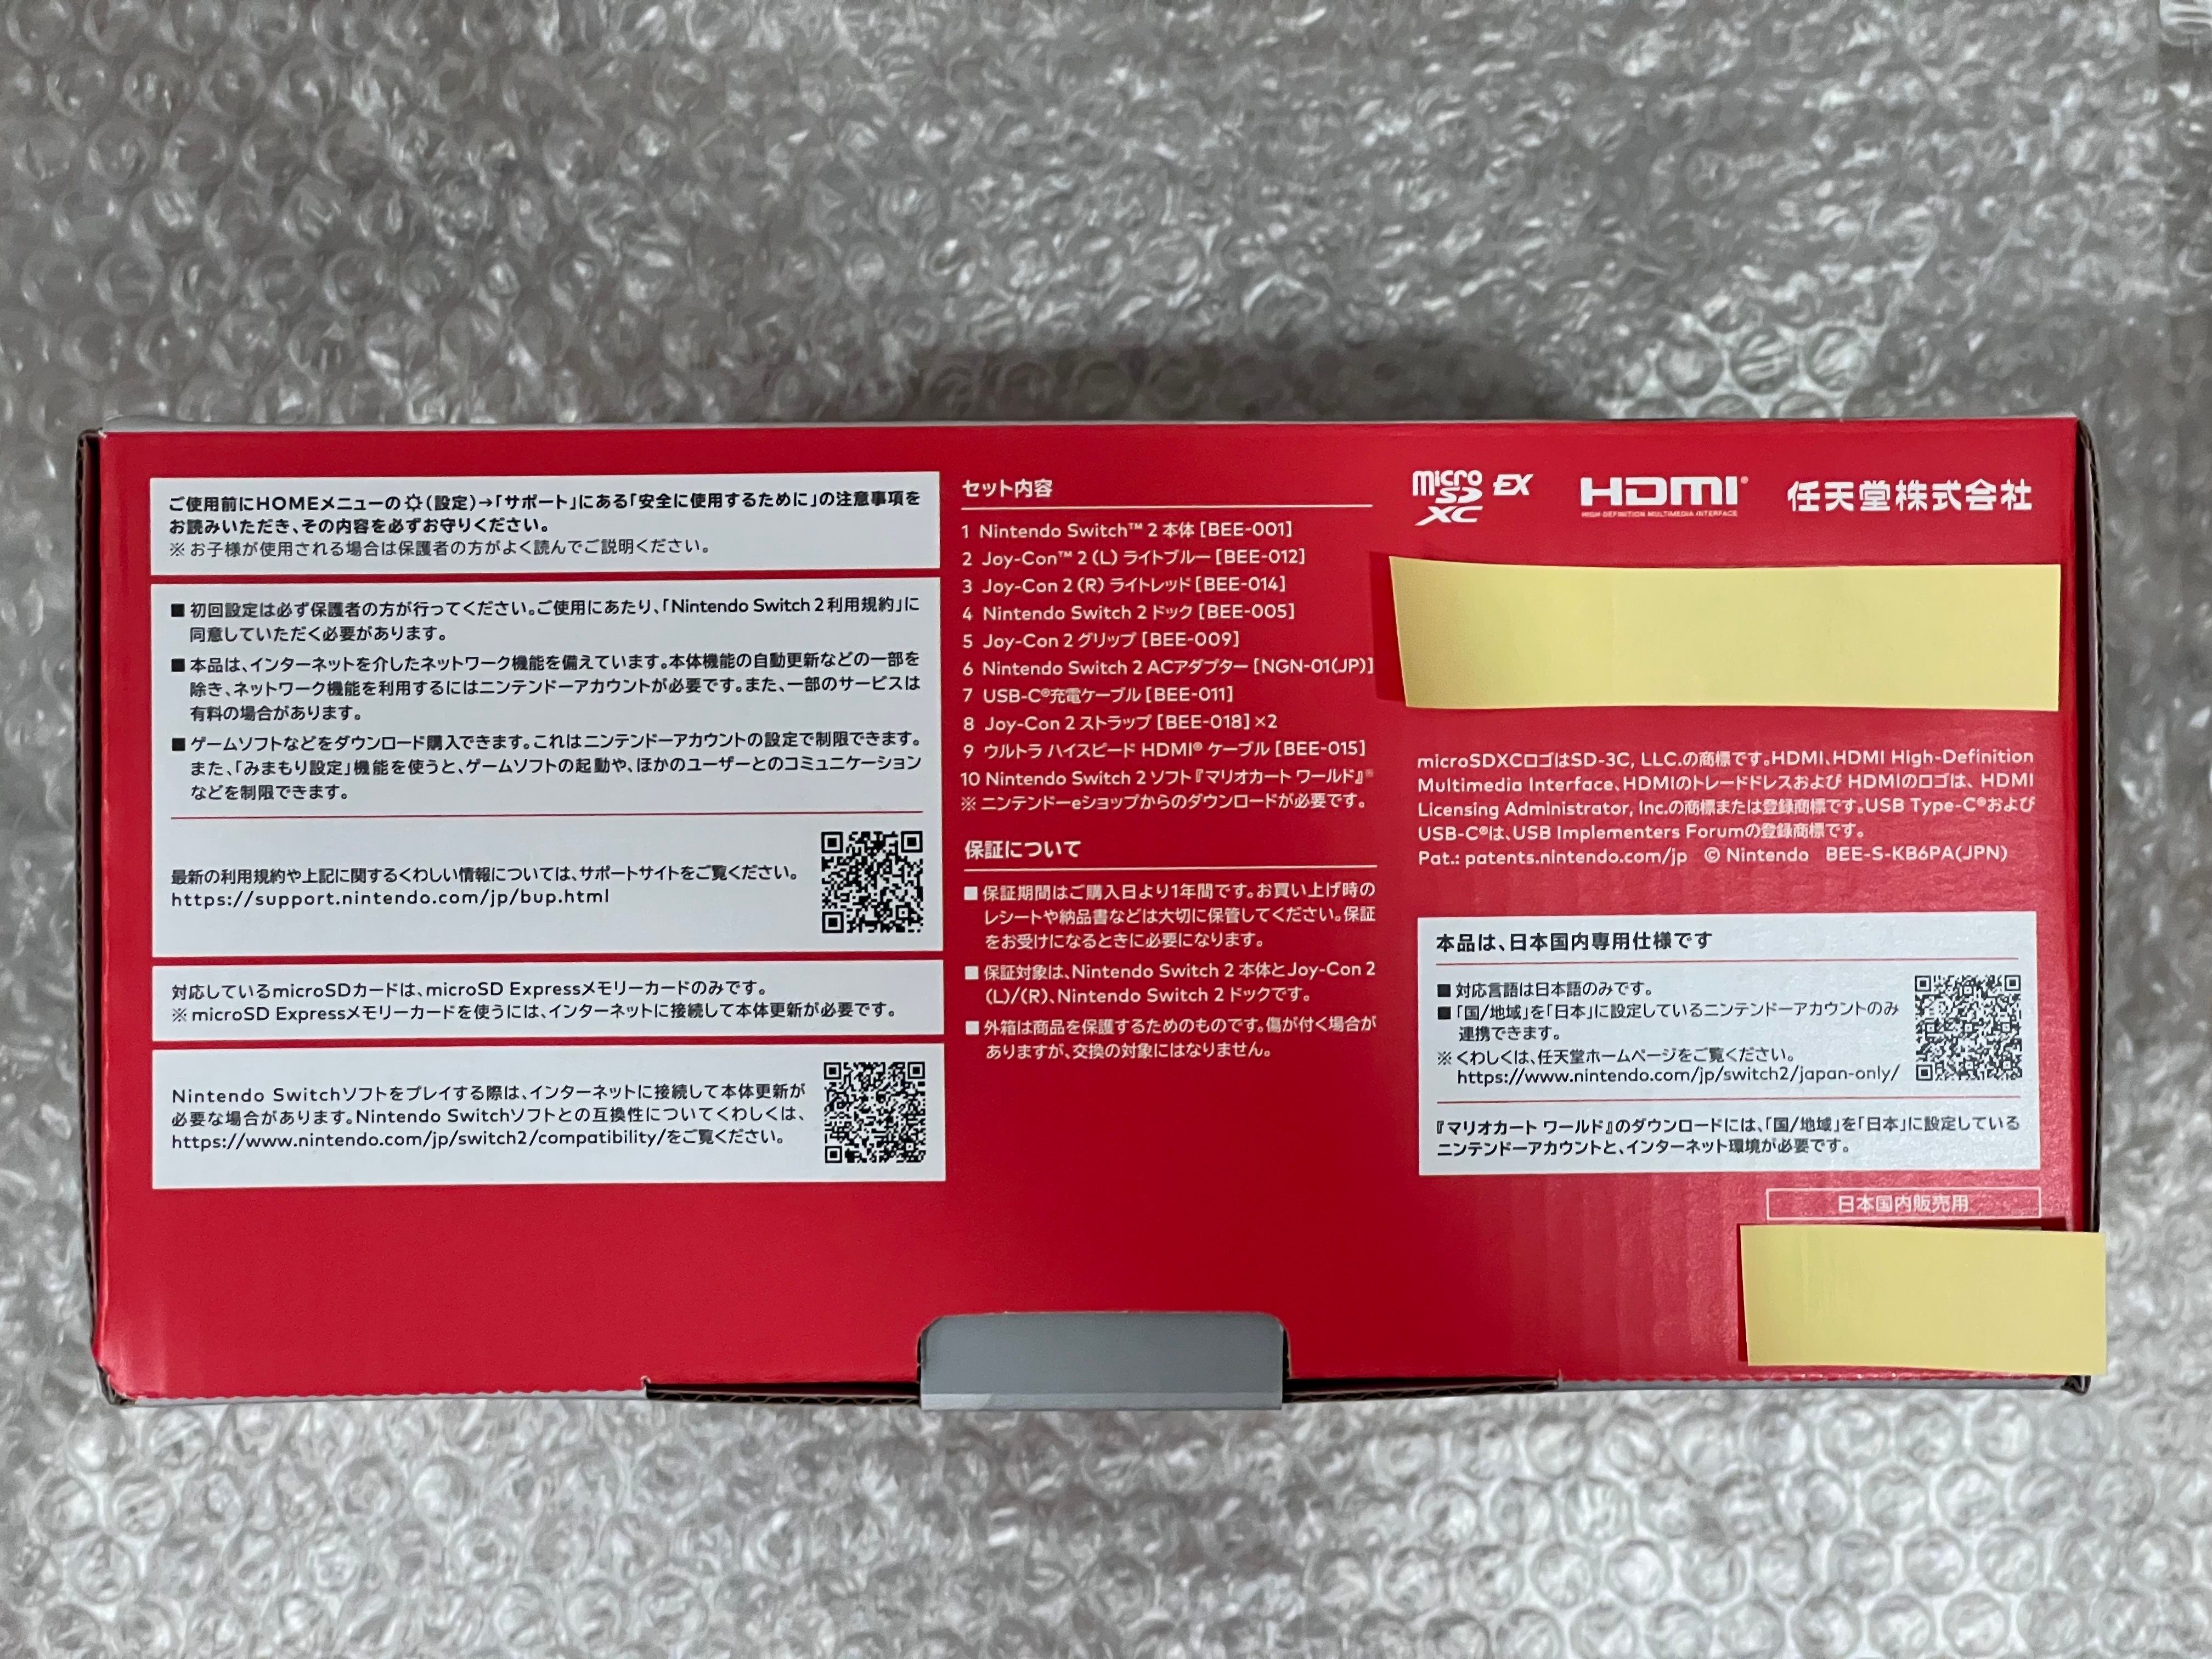 ご使用前にHOMEメニューの(設定)→「サポート」にある「安全に使用するために」の注意事項を
お読みいただき、その内容を必ずお守りください。
※お子様が使用される場合は保護者の方がよく読んでご説明ください。
■ 初回設定は必ず保護者の方が行ってください。ご使用にあたり、「Nintendo Switch 2利用規約」に
同意していただく必要があります。
■ 本品は、インターネットを介したネットワーク機能を備えています。本体機能の自動更新などの一部を
除き、ネットワーク機能を利用するにはニンテンドーアカウントが必要です。また、一部のサービスは
有料の場合があります。
■ ゲームソフトなどをダウンロード購入できます。これはニンテンドーアカウントの設定で制限できます。
また、「みまもり設定」機能を使うと、ゲームソフトの起動や、ほかのユーザーとのコミュニケーション
などを制限できます。
最新の利用規約や上記に関するくわしい情報については、サポートサイトをご覧ください。
https://support.nintendo.com/jp/bup.html
対応しているmicroSDカードは、microSD Expressメモリーカードのみです。
※microSD Expressメモリーカードを使うには、インターネットに接続して本体更新が必要です。
Nintendo Switchソフトをプレイする際は、インターネットに接続して本体更新が
必要な場合があります。Nintendo Switchソフトとの互換性についてくわしくは、
https://www.nintendo.com/jp/switch2/compatibility/をご覧ください。
セット内容
1 Nintendo Switch™ 2 本体 [BEE-001]
2 Joy-Con™ 2 (L) ライトブルー [BEE-012]
3 Joy-Con 2 (R) ライトレッド [BEE-014]
4 Nintendo Switch 2 ドック [BEE-005]
5 Joy-Con 2 グリップ [BEE-009]
6 Nintendo Switch 2 ACアダプター [NGN-01(JP)]
7 USB-C®充電ケーブル [BEE-011]
8 Joy-Con 2 ストラップ [BEE-018] ×2
9 ウルトラ ハイスピード HDMI® ケーブル [BEE-015]
10 Nintendo Switch 2 ソフト『マリオカート ワールド』※
※ ニンテンドーeショップからのダウンロードが必要です。
保証について
■ 保証期間はご購入日より1年間です。お買い上げ時の
レシートや納品書などは大切に保管してください。保証
をお受けになるときに必要になります。
■ 保証対象は、Nintendo Switch 2 本体とJoy-Con 2
(L)/(R)、Nintendo Switch 2 ドックです。
■ 外箱は商品を保護するためのものです。傷が付く場合が
ありますが、交換の対象にはなりません。
micro SD XC EX
HDMI®
HIGH-DEFINITION MULTIMEDIA INTERFACE
任天堂株式会社
microSDXCロゴはSD-3C, LLC.の商標です。HDMI、HDMI High-Definition
Multimedia Interface、HDMIのトレードドレスおよび HDMIのロゴは、HDMI
Licensing Administrator, Inc.の商標または登録商標です。USB Type-C®および
USB-C®は、USB Implementers Forumの登録商標です。
Pat.: patents.nintendo.com/jp © Nintendo BEE-S-KB6PA(JPN)
本品は、日本国内専用仕様です
■ 対応言語は日本語のみです。
■ 「国/地域」を「日本」に設定しているニンテンドーアカウントのみ
連携できます。
※くわしくは、任天堂ホームページをご覧ください。
https://www.nintendo.com/jp/switch2/japan-only/
『マリオカート ワールド』のダウンロードには、「国/地域」を「日本」に設定している
ニンテンドーアカウントと、インターネット環境が必要です。
日本国内販売用